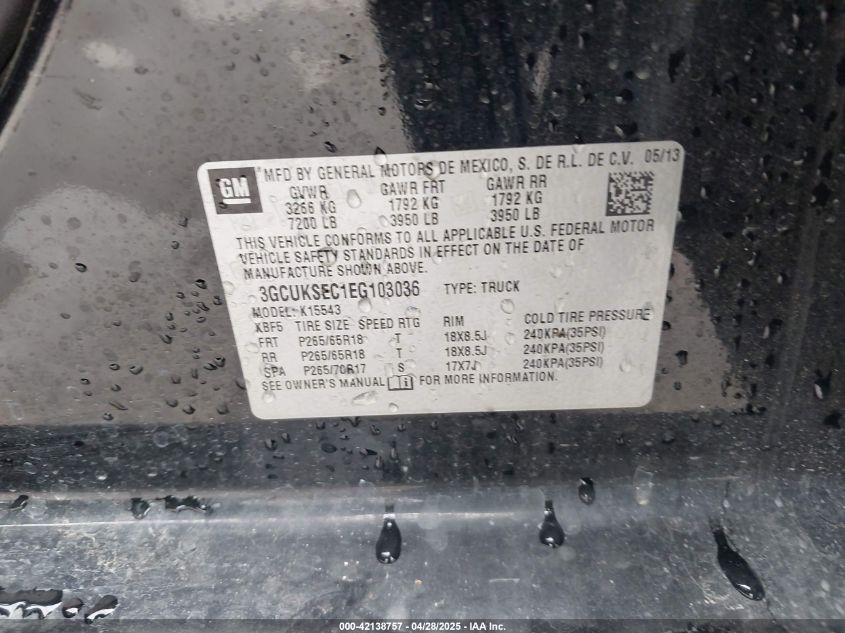 GM
MFD BY GENERAL MOTORS DE MEXICO, S. DE R.L. DE C.V. 05/13
GVWR GAWR FRT GAWR RR
3266 KG 1792 KG 1792 KG
7200 LB 3950 LB 3950 LB
THIS VEHICLE CONFORMS TO ALL APPLICABLE U.S. FEDERAL MOTOR
VEHICLE SAFETY STANDARDS IN EFFECT ON THE DATE OF
MANUFACTURE SHOWN ABOVE.
3GCUKSEC1EG103036 TYPE: TRUCK
MODEL: K15543
XBF5 TIRE SIZE SPEED RTG RIM COLD TIRE PRESSURE
FRT P265/65R18 T 18X8.5J 240KPA(35PSI)
RR P265/65R18 T 18X8.5J 240KPA(35PSI)
SPA P265/70R17 S 17X7J 240KPA(35PSI)
SEE OWNER'S MANUAL FOR MORE INFORMATION.
000-42138757 - 04/28/2025 - IAA Inc.